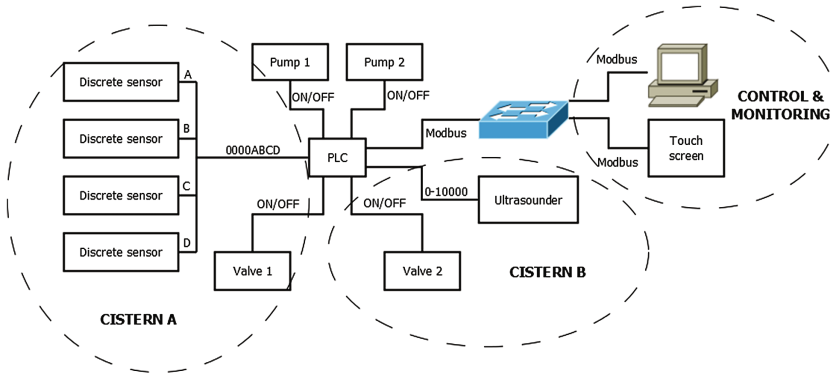 Pump 1
Pump 2
Discrete sensor
A
ON/OFF
ON/OFF
Modbus
CONTROL &
MONITORING
Discrete sensor
B
0000ABCD
PLC
Modbus
Touch
screen
Modbus
Discrete sensor
C
ON/OFF
ON/OFF
0-10000
Ultrasounder
Discrete sensor
D
Valve 1
Valve 2
CISTERN B
CISTERN A